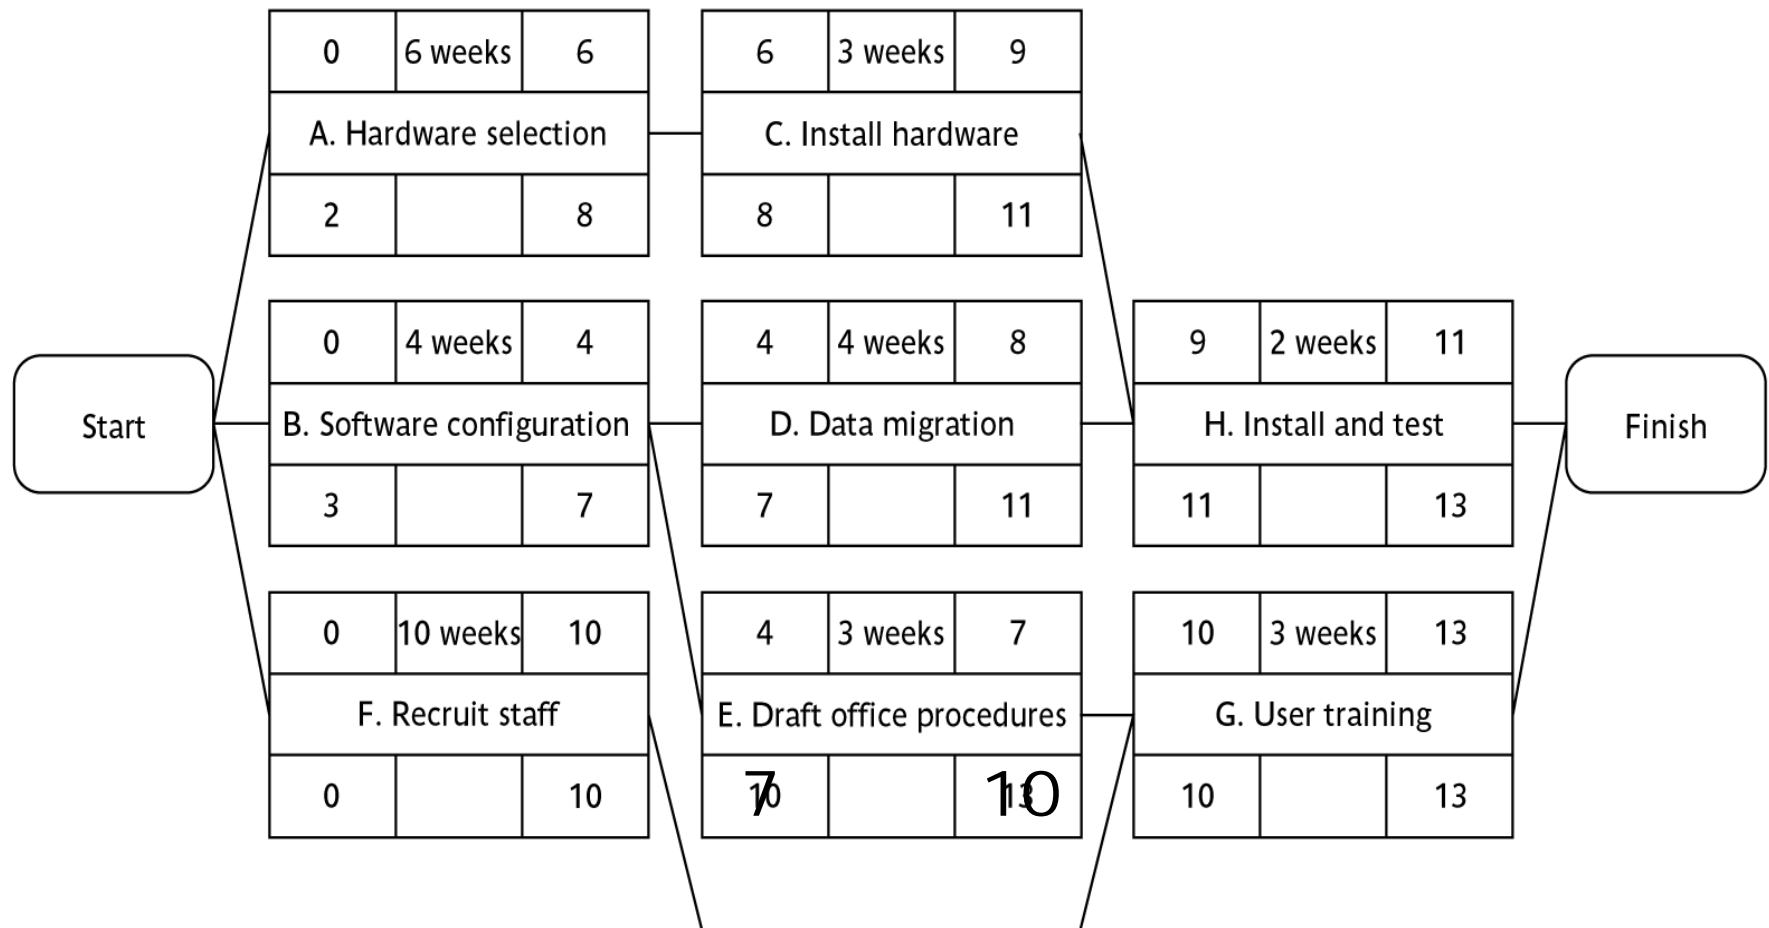 0 6 weeks 6
A. Hardware selection
2 8
6 3 weeks 9
C. Install hardware
8 11
Start
0 4 weeks 4
B. Software configuration
3 7
4 4 weeks 8
D. Data migration
7 11
9 2 weeks 11
H. Install and test
11 13
Finish
0 10 weeks 10
F. Recruit staff
0 10
4 3 weeks 7
E. Draft office procedures
7 10
10 3 weeks 13
G. User training
10 13